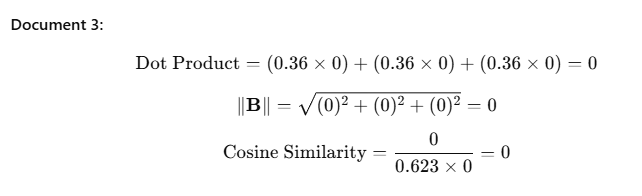 Document 3:
Dot Product = (0.36 × 0) + (0.36 × 0) + (0.36 × 0) = 0
‖B‖ = √(0)² + (0)² + (0)² = 0
Cosine Similarity = 0 / 0.623 × 0 = 0